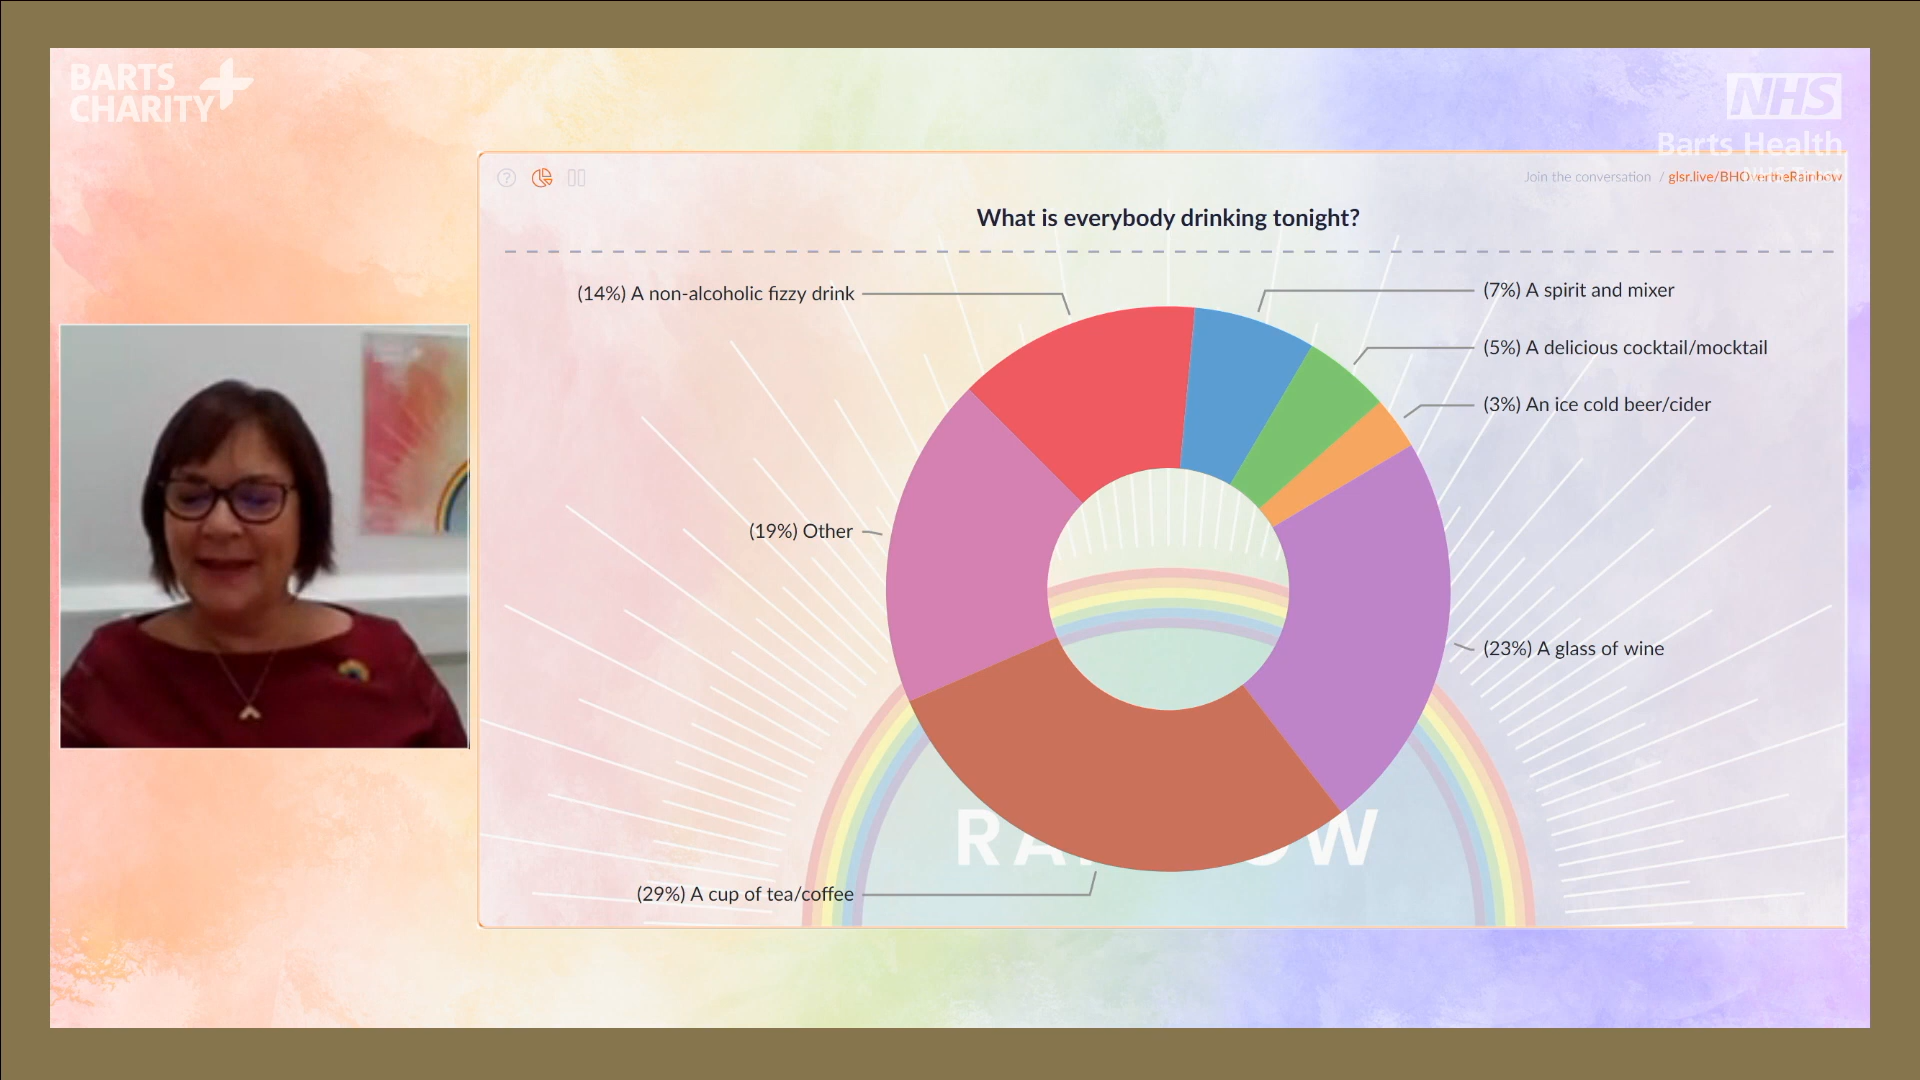 BARTS
CHARITY
NHS
Barts Health
Join the conversation / glsr.live/BHOvertheRainbow
What is everybody drinking tonight?
(14%) A non-alcoholic fizzy drink
(7%) A spirit and mixer
(5%) A delicious cocktail/mocktail
(3%) An ice cold beer/cider
(19%) Other
(23%) A glass of wine
(29%) A cup of tea/coffee